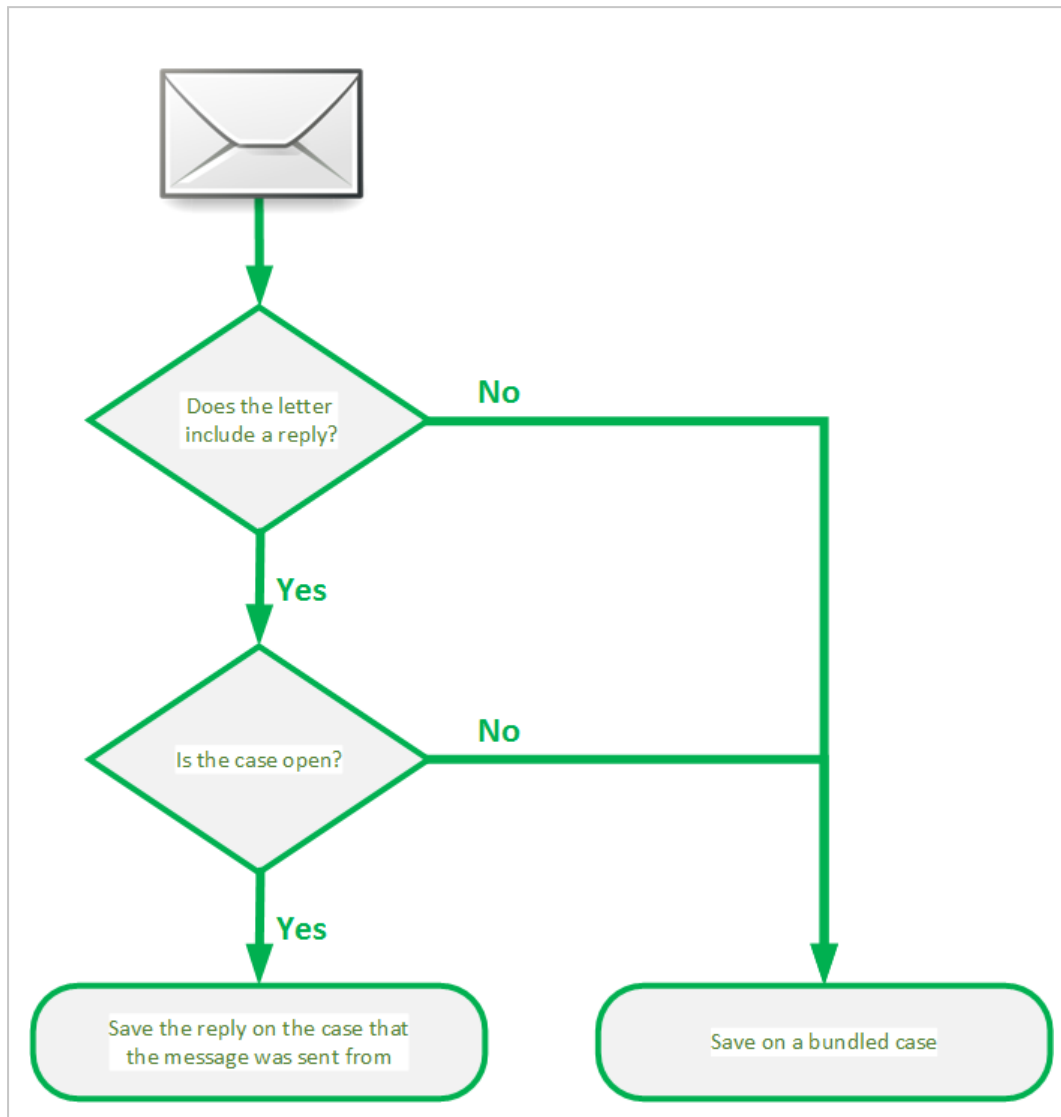 Does the letter
include a reply?
No
Yes
Is the case open?
No
Yes
Save the reply on the case that
the message was sent from
Save on a bundled case